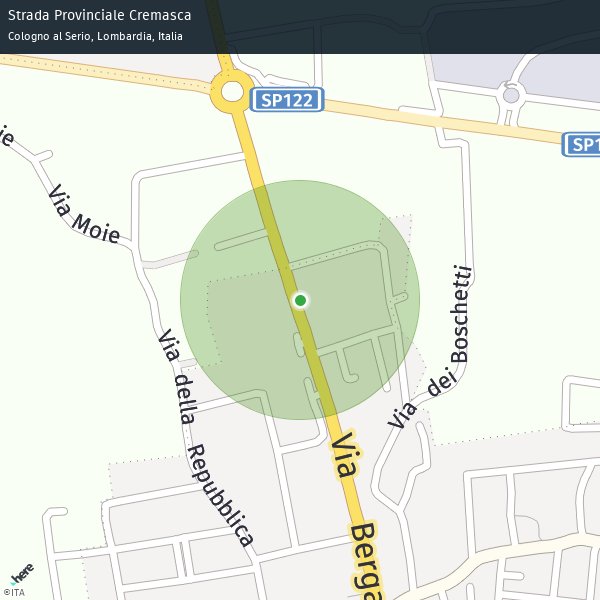 Strada Provinciale Cremasca
Cologno al Serio, Lombardia, Italia
SP122
SP1
ie
Via Moie
Via dei Boschetti
Via della Repubblica
Via Berga
here
©ITA